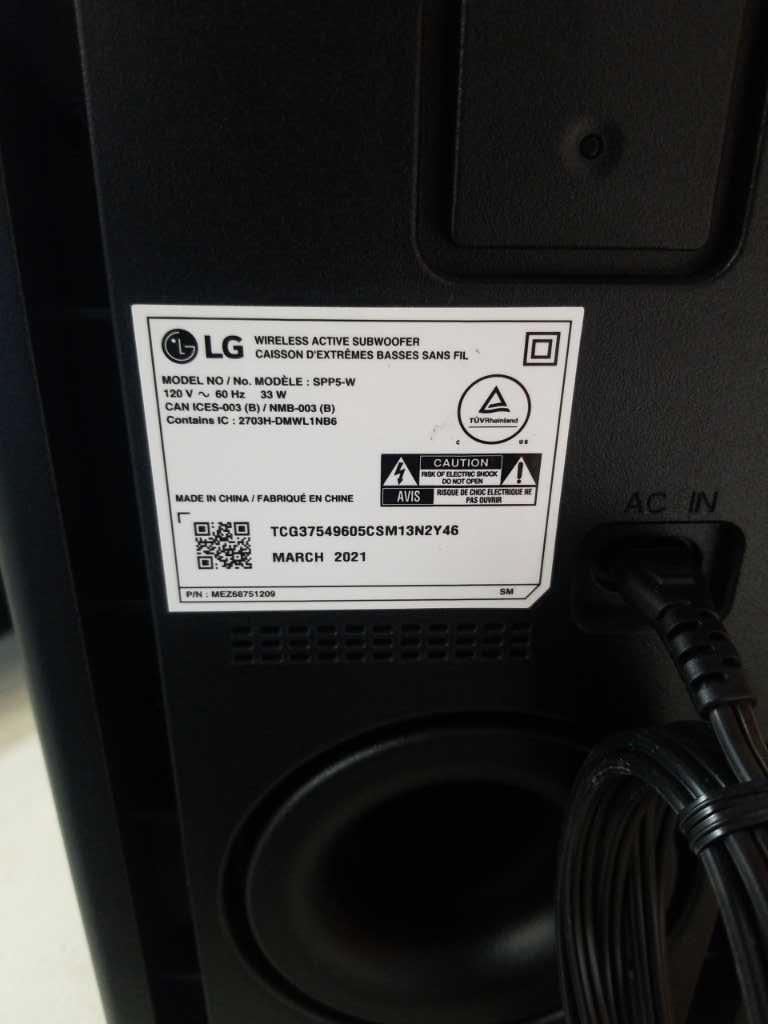 LG WIRELESS ACTIVE SUBWOOFER
CAISSON D'EXTRÊMES BASSES SANS FIL
MODEL NO / No. MODÈLE : SPP5-W
120 V ~ 60 Hz 33 W
CAN ICES-003 (B) / NMB-003 (B)
Contains IC : 2703H-DMWL1NB6
TÜVRheinland
C US
CAUTION
RISK OF ELECTRIC SHOCK
DO NOT OPEN
AVIS RISQUE DE CHOC ELECTRIQUE NE
PAS OUVRIR
MADE IN CHINA / FABRIQUÉ EN CHINE
AC IN
TCG37549605CSM13N2Y46
MARCH 2021
P/N : MEZ68751209 SM